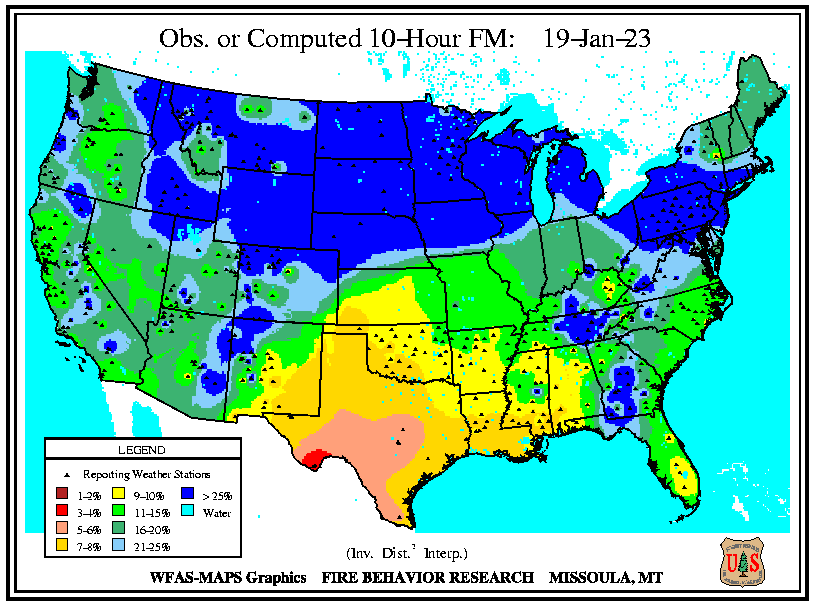 Obs. or Computed 10-Hour FM: 19-Jan-23
LEGEND
Reporting Weather Stations
1-2% 9-10% > 25%
3-4% 11-15% Water
5-6% 16-20%
7-8% 21-25%
(Inv. Dist.² Interp.)
WFAS-MAPS Graphics FIRE BEHAVIOR RESEARCH MISSOULA, MT
U S